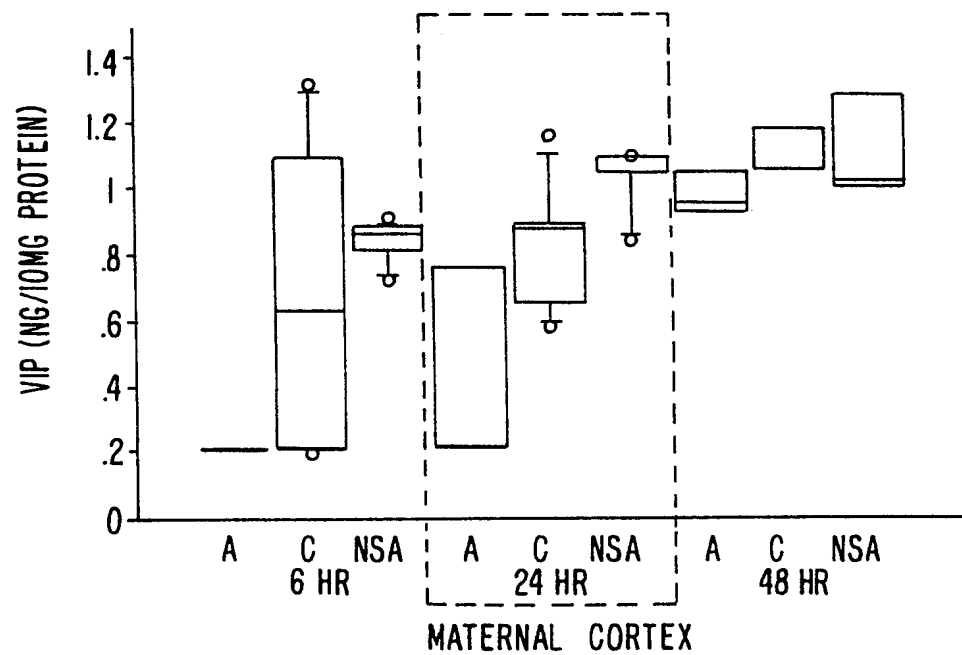 VIP (NG/10MG PROTEIN)
1.4
1.2
1
.8
.6
.4
.2
0
A C NSA A C NSA A C NSA
6 HR 24 HR 48 HR
MATERNAL CORTEX